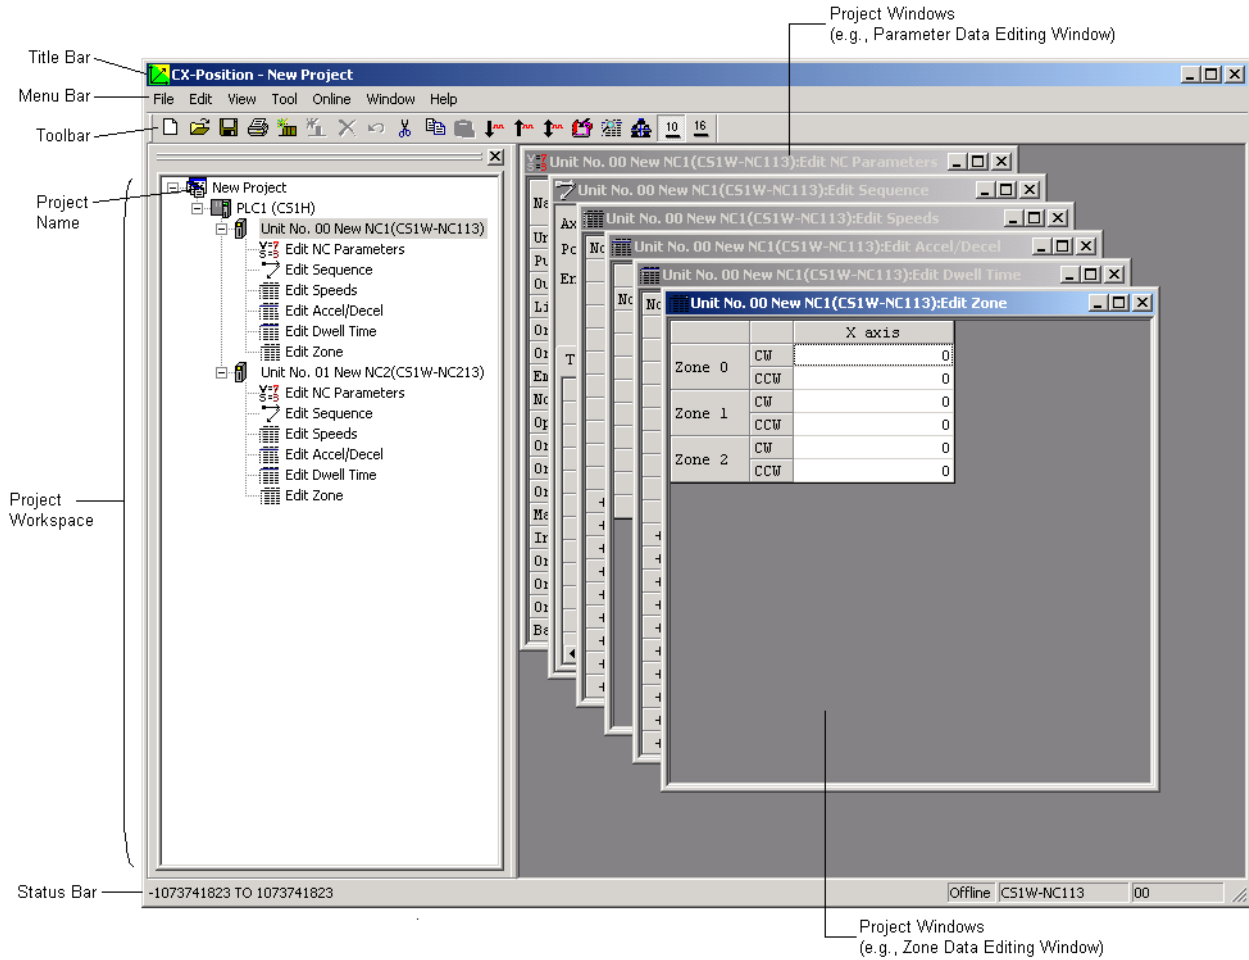 Project Windows
(e.g., Parameter Data Editing Window)
Title Bar
CX-Position - New Project
Menu Bar
File Edit View Tool Online Window Help
Toolbar
10 16
Project
Name
New Project
PLC1 (CS1H)
Unit No. 00 New NC1(CS1W-NC113)
Edit NC Parameters
Edit Sequence
Edit Speeds
Edit Accel/Decel
Edit Dwell Time
Edit Zone
Unit No. 01 New NC2(CS1W-NC213)
Edit NC Parameters
Edit Sequence
Edit Speeds
Edit Accel/Decel
Edit Dwell Time
Edit Zone
Project
Workspace
Unit No. 00 New NC1(CS1W-NC113):Edit NC Parameters
Unit No. 00 New NC1(CS1W-NC113):Edit Sequence
Unit No. 00 New NC1(CS1W-NC113):Edit Speeds
Unit No. 00 New NC1(CS1W-NC113):Edit Accel/Decel
Unit No. 00 New NC1(CS1W-NC113):Edit Dwell Time
Unit No. 00 New NC1(CS1W-NC113):Edit Zone
X axis
Zone 0 CW 0
CCW 0
Zone 1 CW 0
CCW 0
Zone 2 CW 0
CCW 0
Status Bar
-1073741823 TO 1073741823
Offline CS1W-NC113 00
Project Windows
(e.g., Zone Data Editing Window)